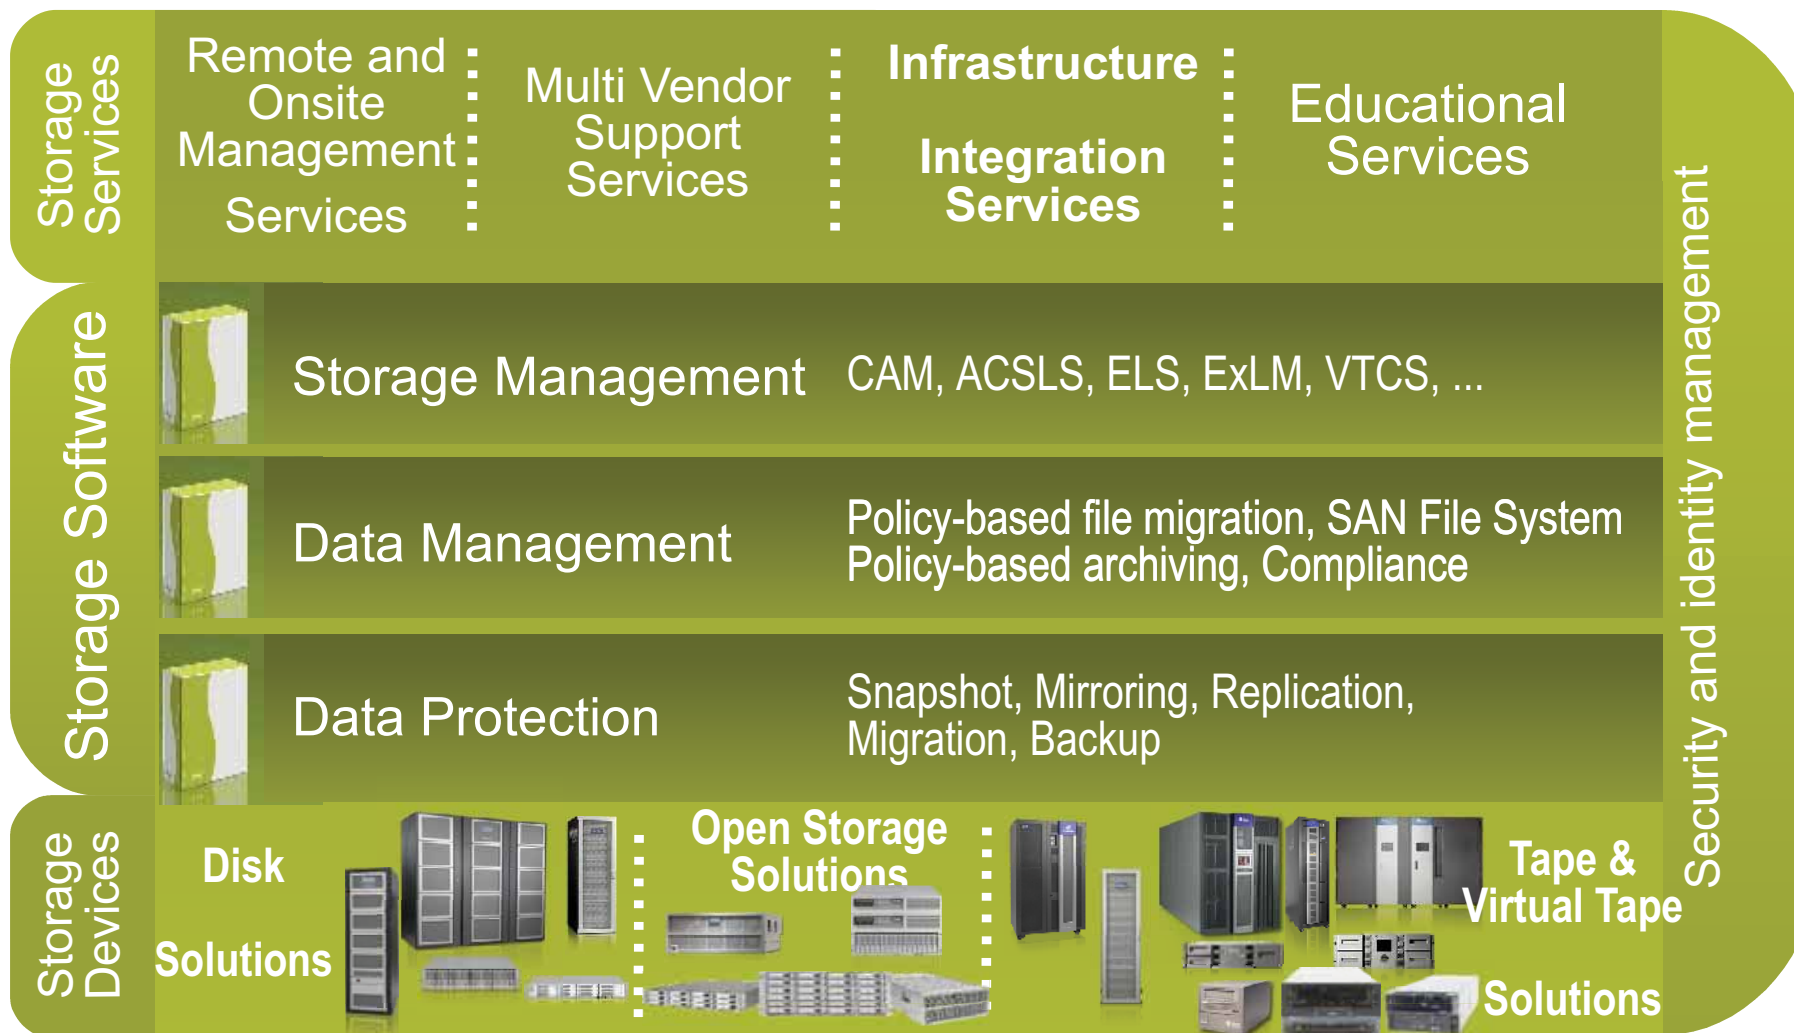 Storage
Services
Remote and
Onsite
Management
Services
Multi Vendor
Support
Services
Infrastructure
Integration
Services
Educational
Services
Storage Software
Storage Management
CAM, ACSLS, ELS, ExLM, VTCS, ...
Data Management
Policy-based file migration, SAN File System
Policy-based archiving, Compliance
Data Protection
Snapshot, Mirroring, Replication,
Migration, Backup
Storage
Devices
Disk
Solutions
Open Storage
Solutions
Tape &
Virtual Tape
Solutions
Security and identity management